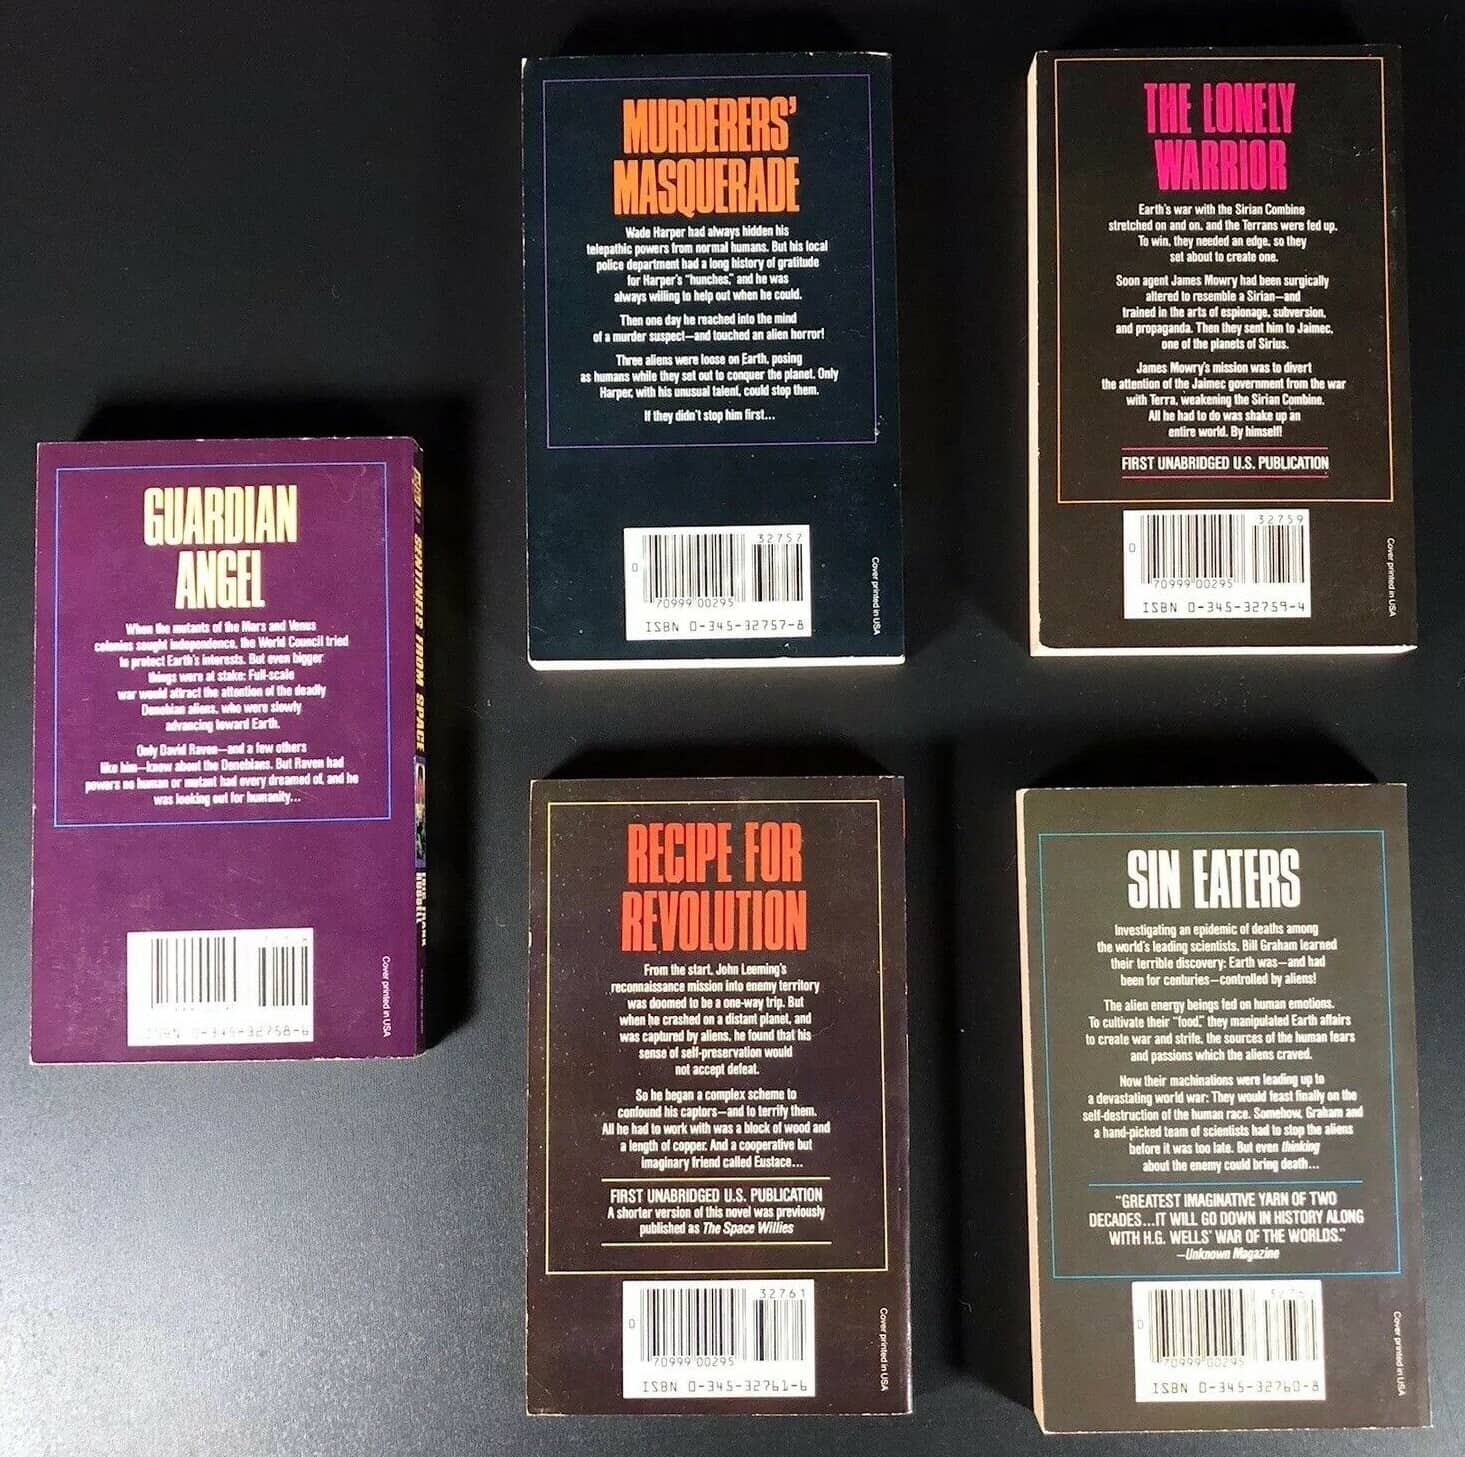 GUARDIAN
ANGEL
When the mutants of the Mars and Venus
colonies sought independence, the World Council tried
to protect Earth's interests. But even bigger
things were at stake: Full-scale
war would attract the attention of the deadly
Denebian aliens, who were slowly
advancing toward Earth.
Only David Raven—and a few others
like him—knew about the Denebians. But Raven had
powers no human or mutant had every dreamed of, and he
was looking out for humanity...
ISBN 0-345-32758-6
Cover printed in USA
SENTINELS FROM SPACE
RUSSELL
MURDERERS'
MASQUERADE
Wade Harper had always hidden his
telepathic powers from normal humans. But his local
police department had a long history of gratitude
for Harper's "hunches," and he was
always willing to help out when he could.
Then one day he reached into the mind
of a murder suspect—and touched an alien horror!
Three aliens were loose on Earth, posing
as humans while they set out to conquer the planet. Only
Harper, with his unusual talent, could stop them.
If they didn't stop him first...
32757
0
70999 00295
ISBN 0-345-32757-8
Cover printed in USA
THE LONELY
WARRIOR
Earth's war with the Sirian Combine
stretched on and on, and the Terrans were fed up.
To win, they needed an edge, so they
set about to create one.
Soon agent James Mowry had been surgically
altered to resemble a Sirian—and
trained in the arts of espionage, subversion,
and propaganda. Then they sent him to Jaimec,
one of the planets of Sirius.
James Mowry's mission was to divert
the attention of the Jaimec government from the war
with Terra, weakening the Sirian Combine.
All he had to do was shake up an
entire world. By himself!
FIRST UNABRIDGED U.S. PUBLICATION
32759
0
70999 00295
ISBN 0-345-32759-4
Cover printed in USA
RECIPE FOR
REVOLUTION
From the start, John Leeming's
reconnaissance mission into enemy territory
was doomed to be a one-way trip. But
when he crashed on a distant planet, and
was captured by aliens, he found that his
sense of self-preservation would
not accept defeat.
So he began a complex scheme to
confound his captors—and to terrify them.
All he had to work with was a block of wood and
a length of copper. And a cooperative but
imaginary friend called Eustace...
FIRST UNABRIDGED U.S. PUBLICATION
A shorter version of this novel was previously
published as The Space Willies
32761
0
70999 00295
ISBN 0-345-32761-6
Cover printed in USA
SIN EATERS
Investigating an epidemic of deaths among
the world's leading scientists, Bill Graham learned
their terrible discovery: Earth was—and had
been for centuries—controlled by aliens!
The alien energy beings fed on human emotions.
To cultivate their "food," they manipulated Earth affairs
to create war and strife, the sources of the human fears
and passions which the aliens craved.
Now their machinations were leading up to
a devastating world war: They would feast finally on the
self-destruction of the human race. Somehow, Graham and
a hand-picked team of scientists had to stop the aliens
before it was too late. But even thinking
about the enemy could bring death...
"GREATEST IMAGINATIVE YARN OF TWO
DECADES...IT WILL GO DOWN IN HISTORY ALONG
WITH H.G. WELLS' WAR OF THE WORLDS."
—Unknown Magazine
0
70999 00295
ISBN 0-345-32760-8
Cover printed in USA